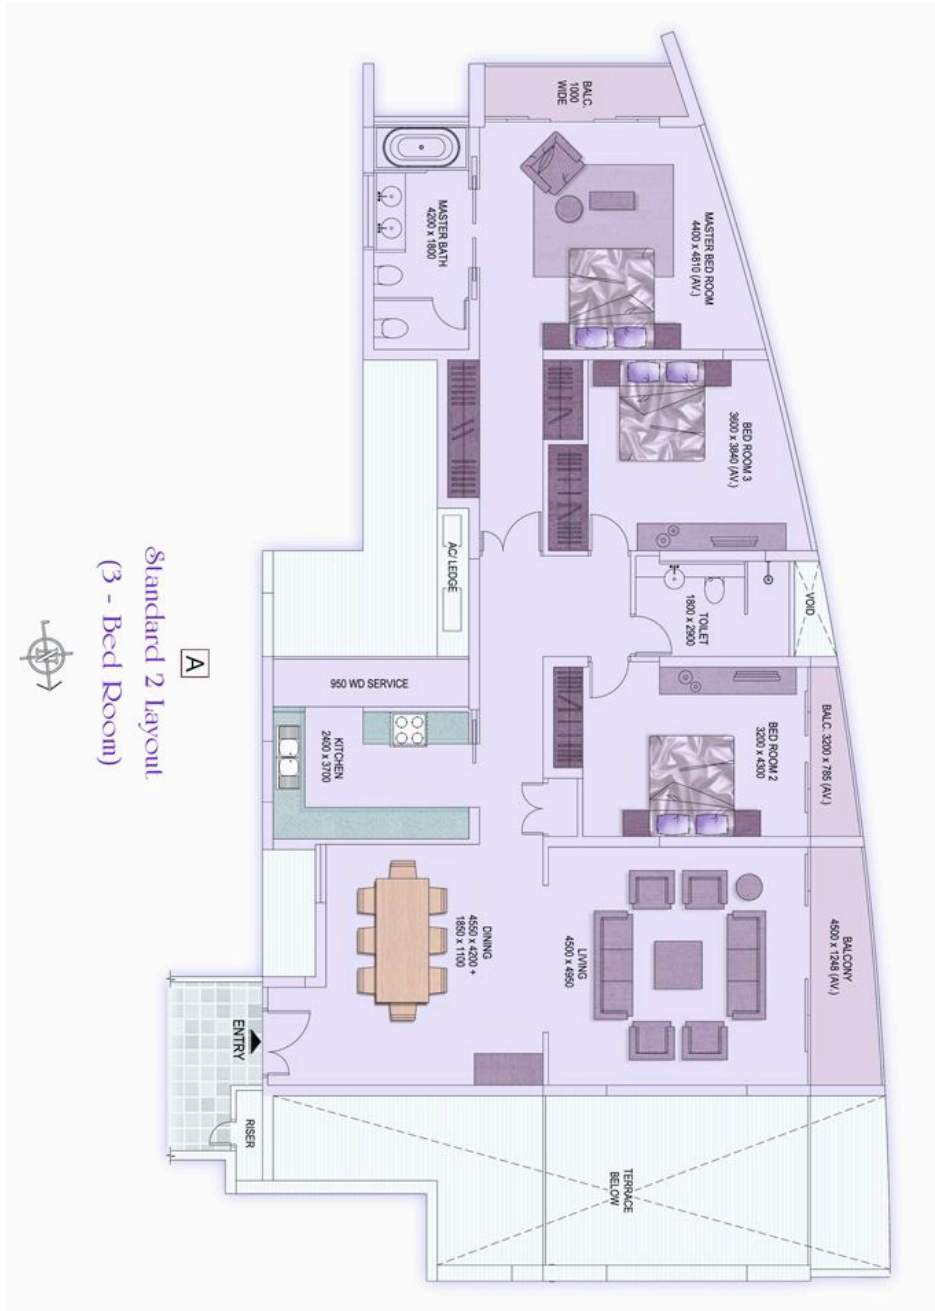 BALC.
1000
WIDE
MASTER BATH
4200 x 1800
MASTER BED ROOM
4400 x 4810 (AV.)
BED ROOM 3
3600 x 3840 (AV.)
AC/ LEDGE
TOILET
1800 x 2900
VOID
950 WD SERVICE
KITCHEN
2400 x 3700
BED ROOM 2
3200 x 4300
BALC. 3200 x 785 (AV.)
DINING
4550 x 4200 +
1850 x 1100
LIVING
4500 x 4950
BALCONY
4500 x 1248 (AV.)
ENTRY
RISER
TERRACE
BELOW
A
Standard 2 Layout
(3 - Bed Room)
N